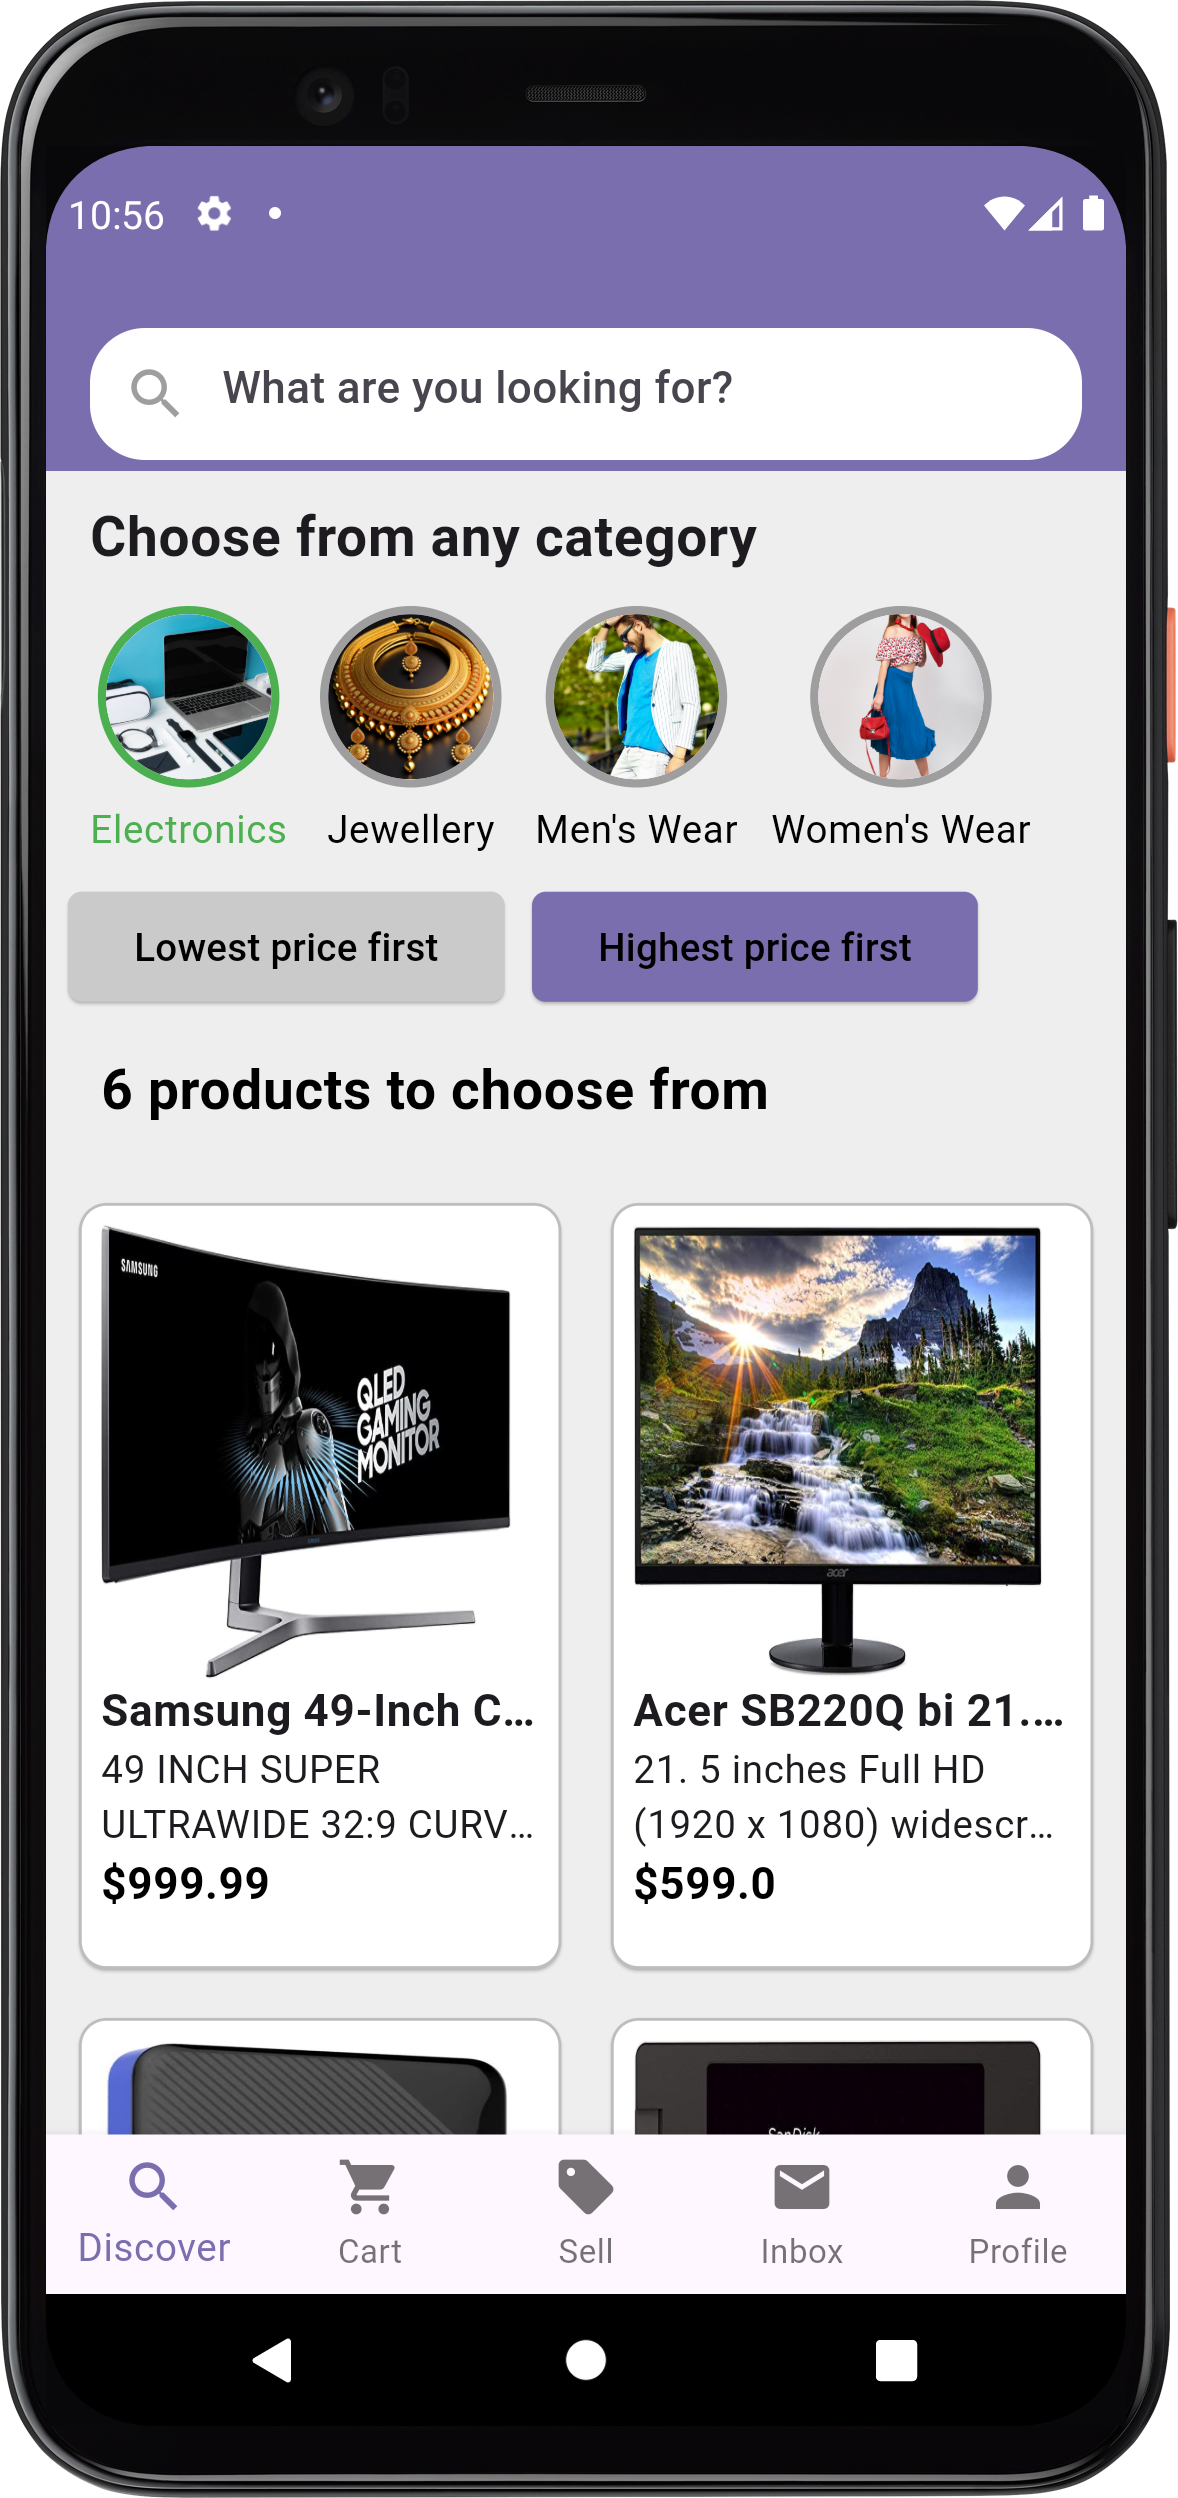 10:56
What are you looking for?
Choose from any category
Electronics
Jewellery
Men's Wear
Women's Wear
Lowest price first
Highest price first
6 products to choose from
SAMSUNG
QLED
GAMING
MONITOR
acer
Samsung 49-Inch C...
49 INCH SUPER
ULTRAWIDE 32:9 CURV...
$999.99
Acer SB220Q bi 21....
21. 5 inches Full HD
(1920 x 1080) widescr...
$599.0
SanDisk
Discover
Cart
Sell
Inbox
Profile